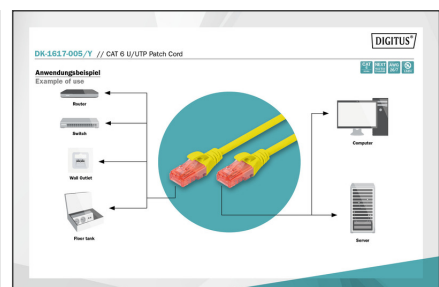 DIGITUS®
DK-1617-005/Y // CAT 6 U/UTP Patch Cord
Anwendungsbeispiel
Example of use
Router
Switch
Wall Outlet
Floor tank
Computer
Server